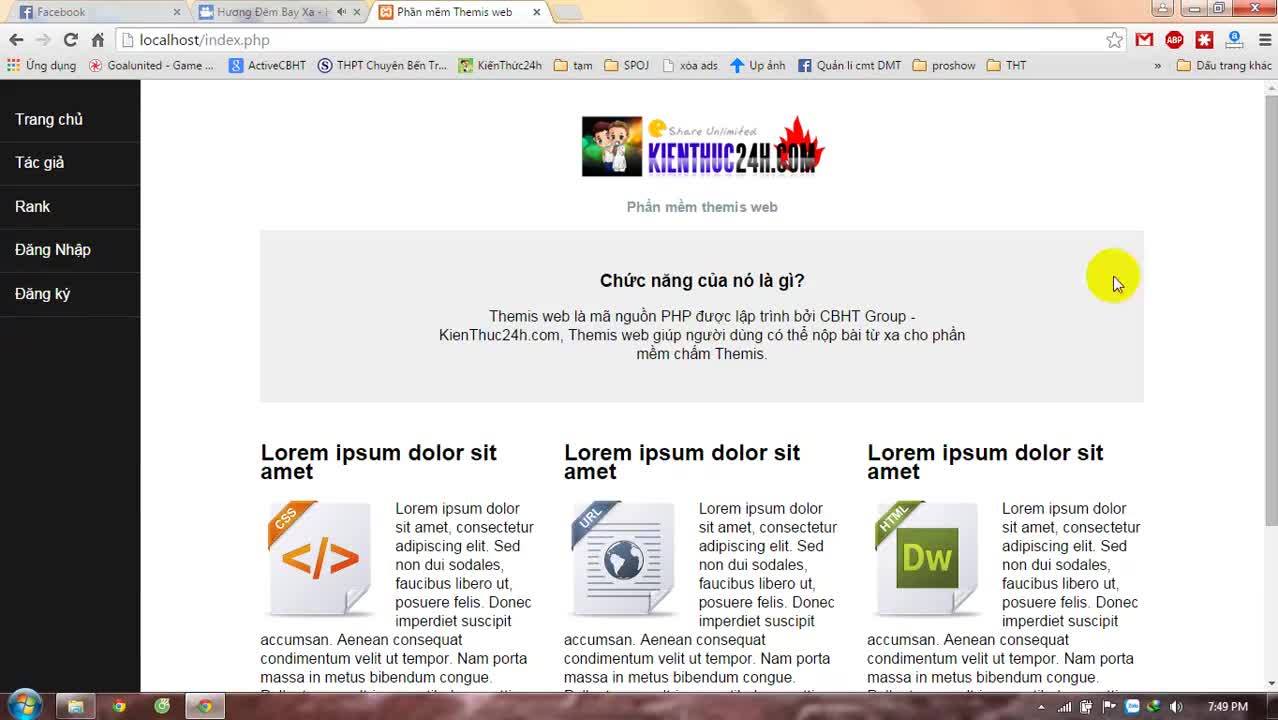 Facebook
Hương Đêm Bay Xa - H
Phần mềm Themis web
localhost/index.php
ABP
Ứng dụng
Goalunited - Game ...
ActiveCBHT
THPT Chuyên Bến Tr...
KiếnThức24h
tam
SPOJ
xóa ads
Up ảnh
Quản lí cmt DMT
proshow
THT
»
Dấu trang khác
Trang chủ
Tác giả
Rank
Đăng Nhập
Đăng ký
Share Unlimited
KIENTHUC24H.COM
Phần mềm themis web
Chức năng của nó là gì?
Themis web là mã nguồn PHP được lập trình bởi CBHT Group -
KienThuc24h.com, Themis web giúp người dùng có thể nộp bài từ xa cho phần
mềm chấm Themis.
Lorem ipsum dolor sit
amet
CSS
</>
Lorem ipsum dolor
sit amet, consectetur
adipiscing elit. Sed
non dui sodales,
faucibus libero ut,
posuere felis. Donec
imperdiet suscipit
accumsan. Aenean consequat
condimentum velit ut tempor. Nam porta
massa in metus bibendum congue.
Lorem ipsum dolor sit
amet
URL
Lorem ipsum dolor
sit amet, consectetur
adipiscing elit. Sed
non dui sodales,
faucibus libero ut,
posuere felis. Donec
imperdiet suscipit
accumsan. Aenean consequat
condimentum velit ut tempor. Nam porta
massa in metus bibendum congue.
Lorem ipsum dolor sit
amet
HTML
Dw
Lorem ipsum dolor
sit amet, consectetur
adipiscing elit. Sed
non dui sodales,
faucibus libero ut,
posuere felis. Donec
imperdiet suscipit
accumsan. Aenean consequat
condimentum velit ut tempor. Nam porta
massa in metus bibendum congue.
7:49 PM